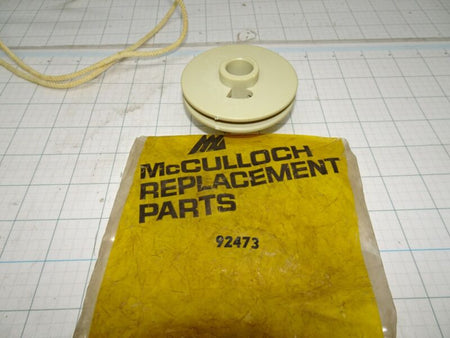 McCULLOCH
REPLACEMENT
PARTS
92473